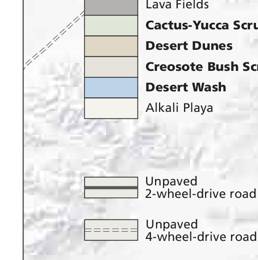 Lava Fields
Cactus-Yucca Scru
Desert Dunes
Creosote Bush Sc
Desert Wash
Alkali Playa
Unpaved
2-wheel-drive road
Unpaved
4-wheel-drive road